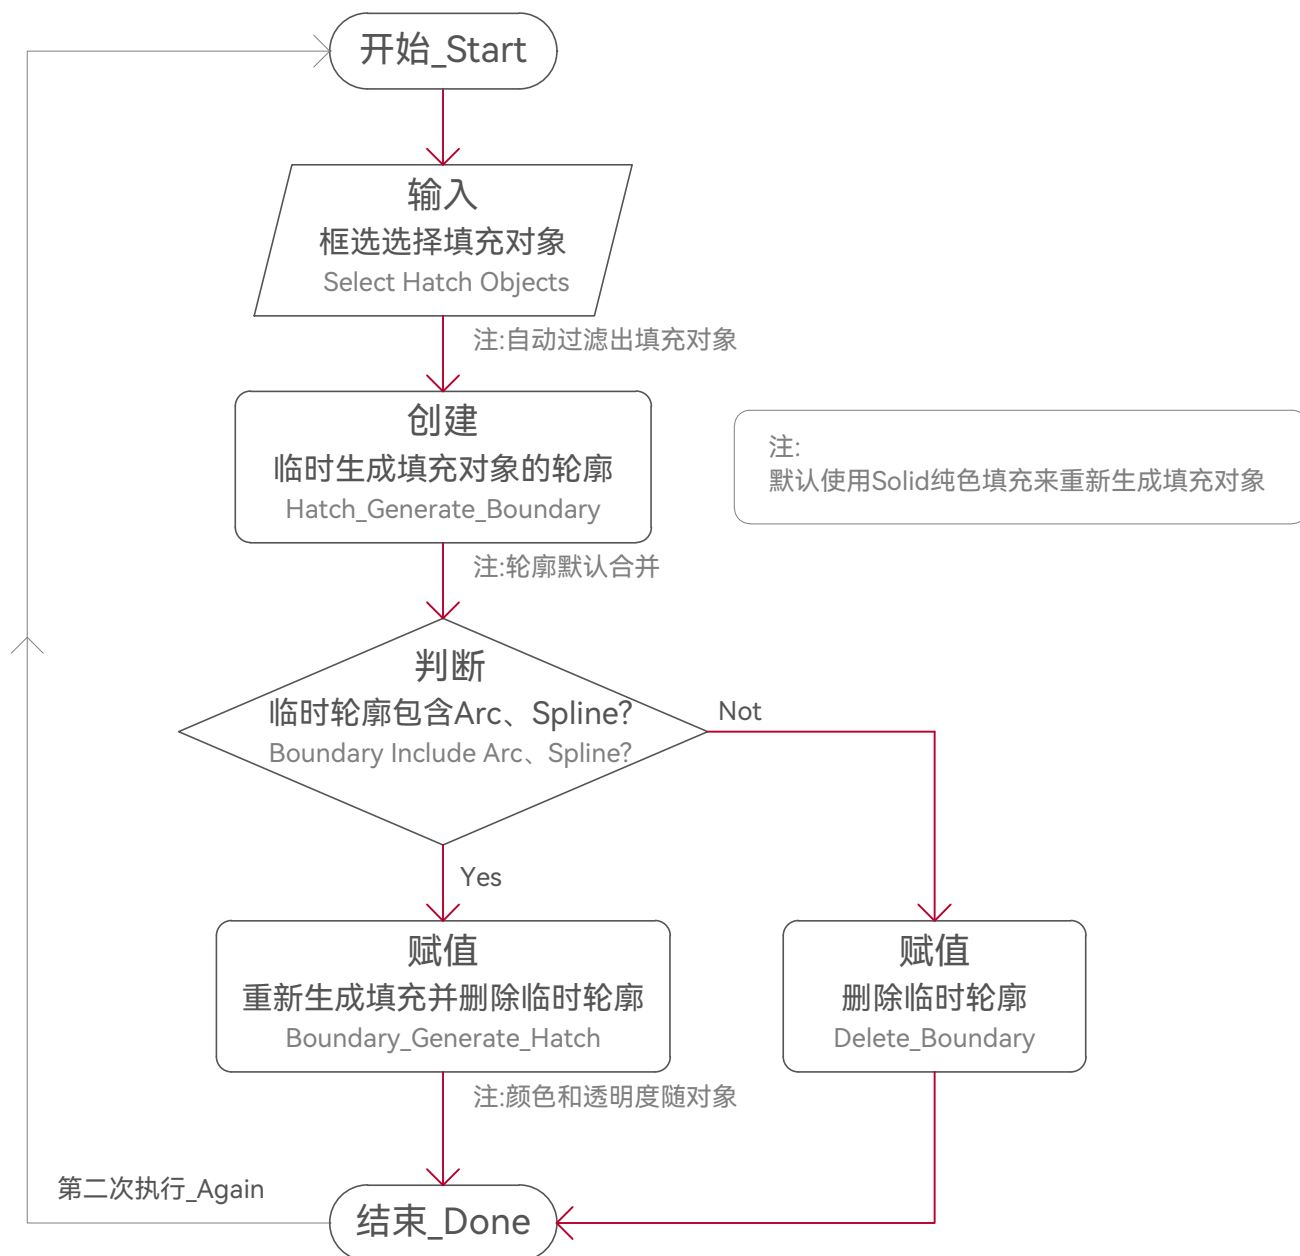 开始_Start
输入
框选选择填充对象
Select Hatch Objects
注:自动过滤出填充对象
创建
临时生成填充对象的轮廓
Hatch_Generate_Boundary
注:
默认使用Solid纯色填充来重新生成填充对象
注:轮廓默认合并
判断
临时轮廓包含Arc、Spline?
Boundary Include Arc、Spline?
Not
Yes
赋值
重新生成填充并删除临时轮廓
Boundary_Generate_Hatch
赋值
删除临时轮廓
Delete_Boundary
注:颜色和透明度随对象
第二次执行_Again
结束_Done